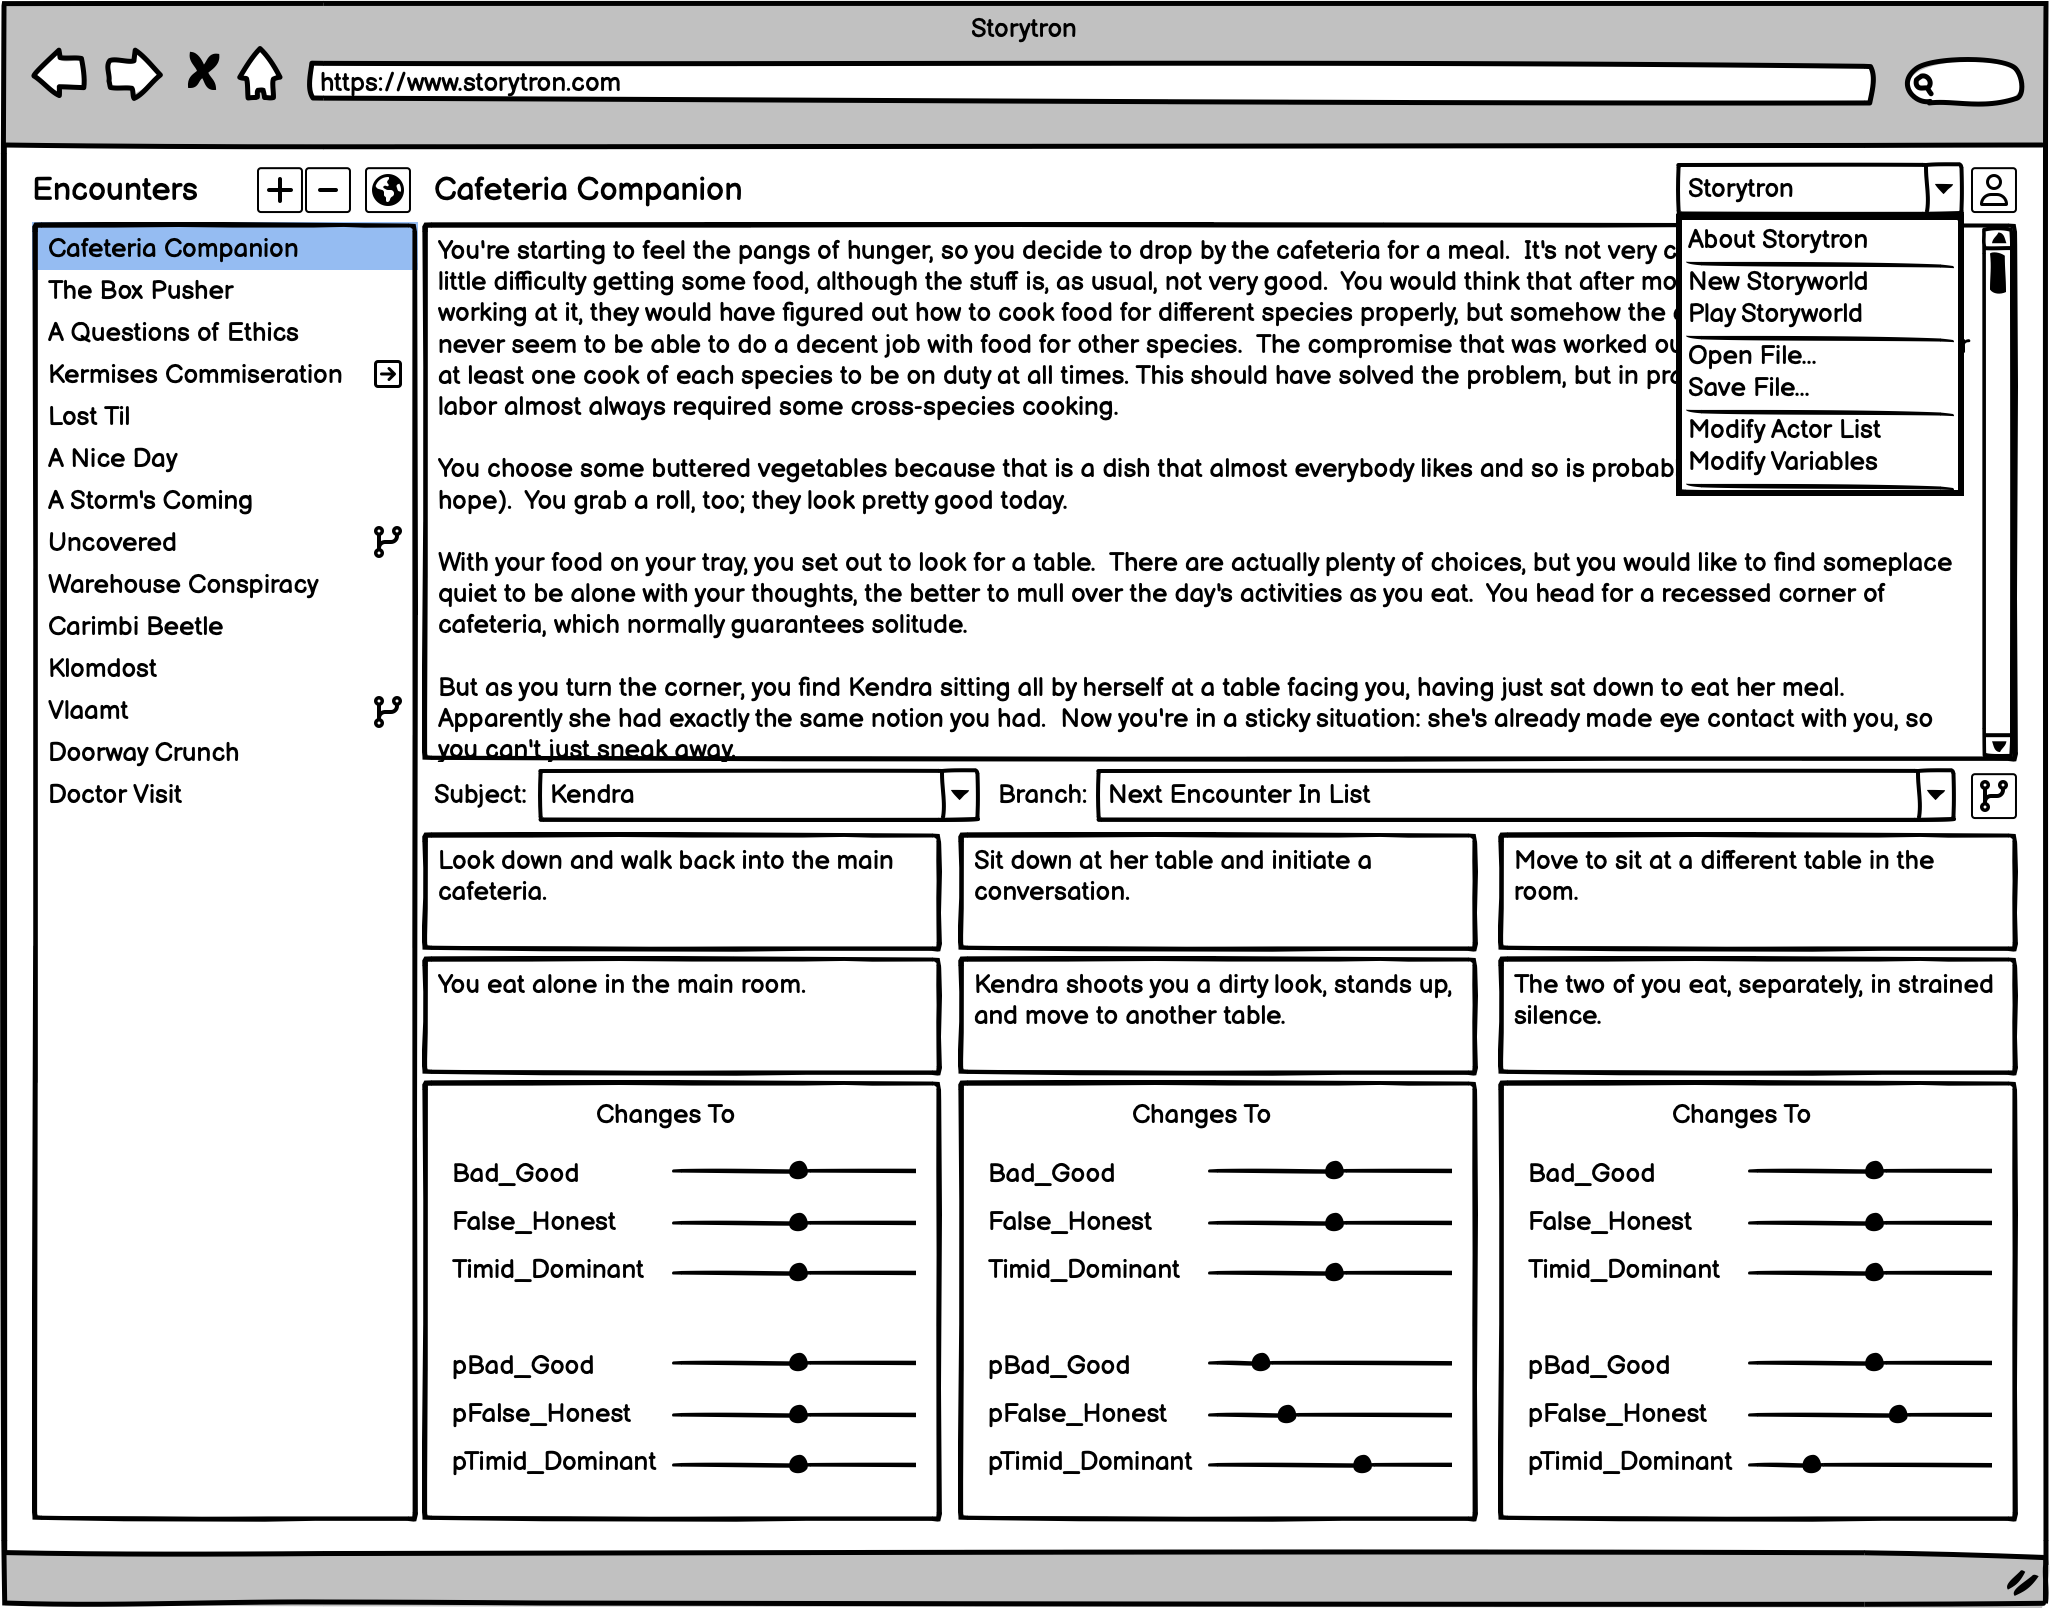 Storytron
https://www.storytron.com
Encounters
Cafeteria Companion
The Box Pusher
A Questions of Ethics
Kermises Commiseration
Lost Til
A Nice Day
A Storm's Coming
Uncovered
Warehouse Conspiracy
Carimbi Beetle
Klomdost
Vlaamt
Doorway Crunch
Doctor Visit
Cafeteria Companion
Storytron
About Storytron
New Storyworld
Play Storyworld
Open File...
Save File...
Modify Actor List
Modify Variables
You're starting to feel the pangs of hunger, so you decide to drop by the cafeteria for a meal. It's not very
little difficulty getting some food, although the stuff is, as usual, not very good. You would think that after
working at it, they would have figured out how to cook food for different species properly, but somehow the
never seem to be able to do a decent job with food for other species. The compromise that was worked
at least one cook of each species to be on duty at all times. This should have solved the problem, but in
labor almost always required some cross-species cooking.
You choose some buttered vegetables because that is a dish that almost everybody likes and so is
hope). You grab a roll, too; they look pretty good today.
With your food on your tray, you set out to look for a table. There are actually plenty of choices, but you would like to find someplace
quiet to be alone with your thoughts, the better to mull over the day's activities as you eat. You head for a recessed corner of
cafeteria, which normally guarantees solitude.
But as you turn the corner, you find Kendra sitting all by herself at a table facing you, having just sat down to eat her meal.
Apparently she had exactly the same notion you had. Now you're in a sticky situation: she's already made eye contact with you, so
you can't just sneak away.
Subject: Kendra
Branch: Next Encounter In List
Look down and walk back into the main
cafeteria.
Sit down at her table and initiate a
conversation.
Move to sit at a different table in the
room.
You eat alone in the main room.
Kendra shoots you a dirty look, stands up,
and move to another table.
The two of you eat, separately, in strained
silence.
Changes To
Bad_Good
False_Honest
Timid_Dominant
pBad_Good
pFalse_Honest
pTimid_Dominant
Changes To
Bad_Good
False_Honest
Timid_Dominant
pBad_Good
pFalse_Honest
pTimid_Dominant
Changes To
Bad_Good
False_Honest
Timid_Dominant
pBad_Good
pFalse_Honest
pTimid_Dominant